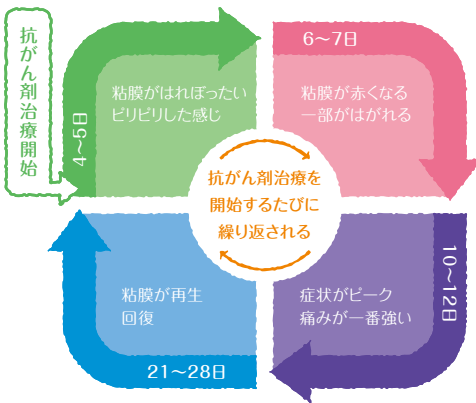 抗がん剤治療開始
4〜5日
粘膜がはれぼったい
ピリピリした感じ
6〜7日
粘膜が赤くなる
一部がはがれる
抗がん剤治療を
開始するたびに
繰り返される
10〜12日
症状がピーク
痛みが一番強い
21〜28日
粘膜が再生
回復